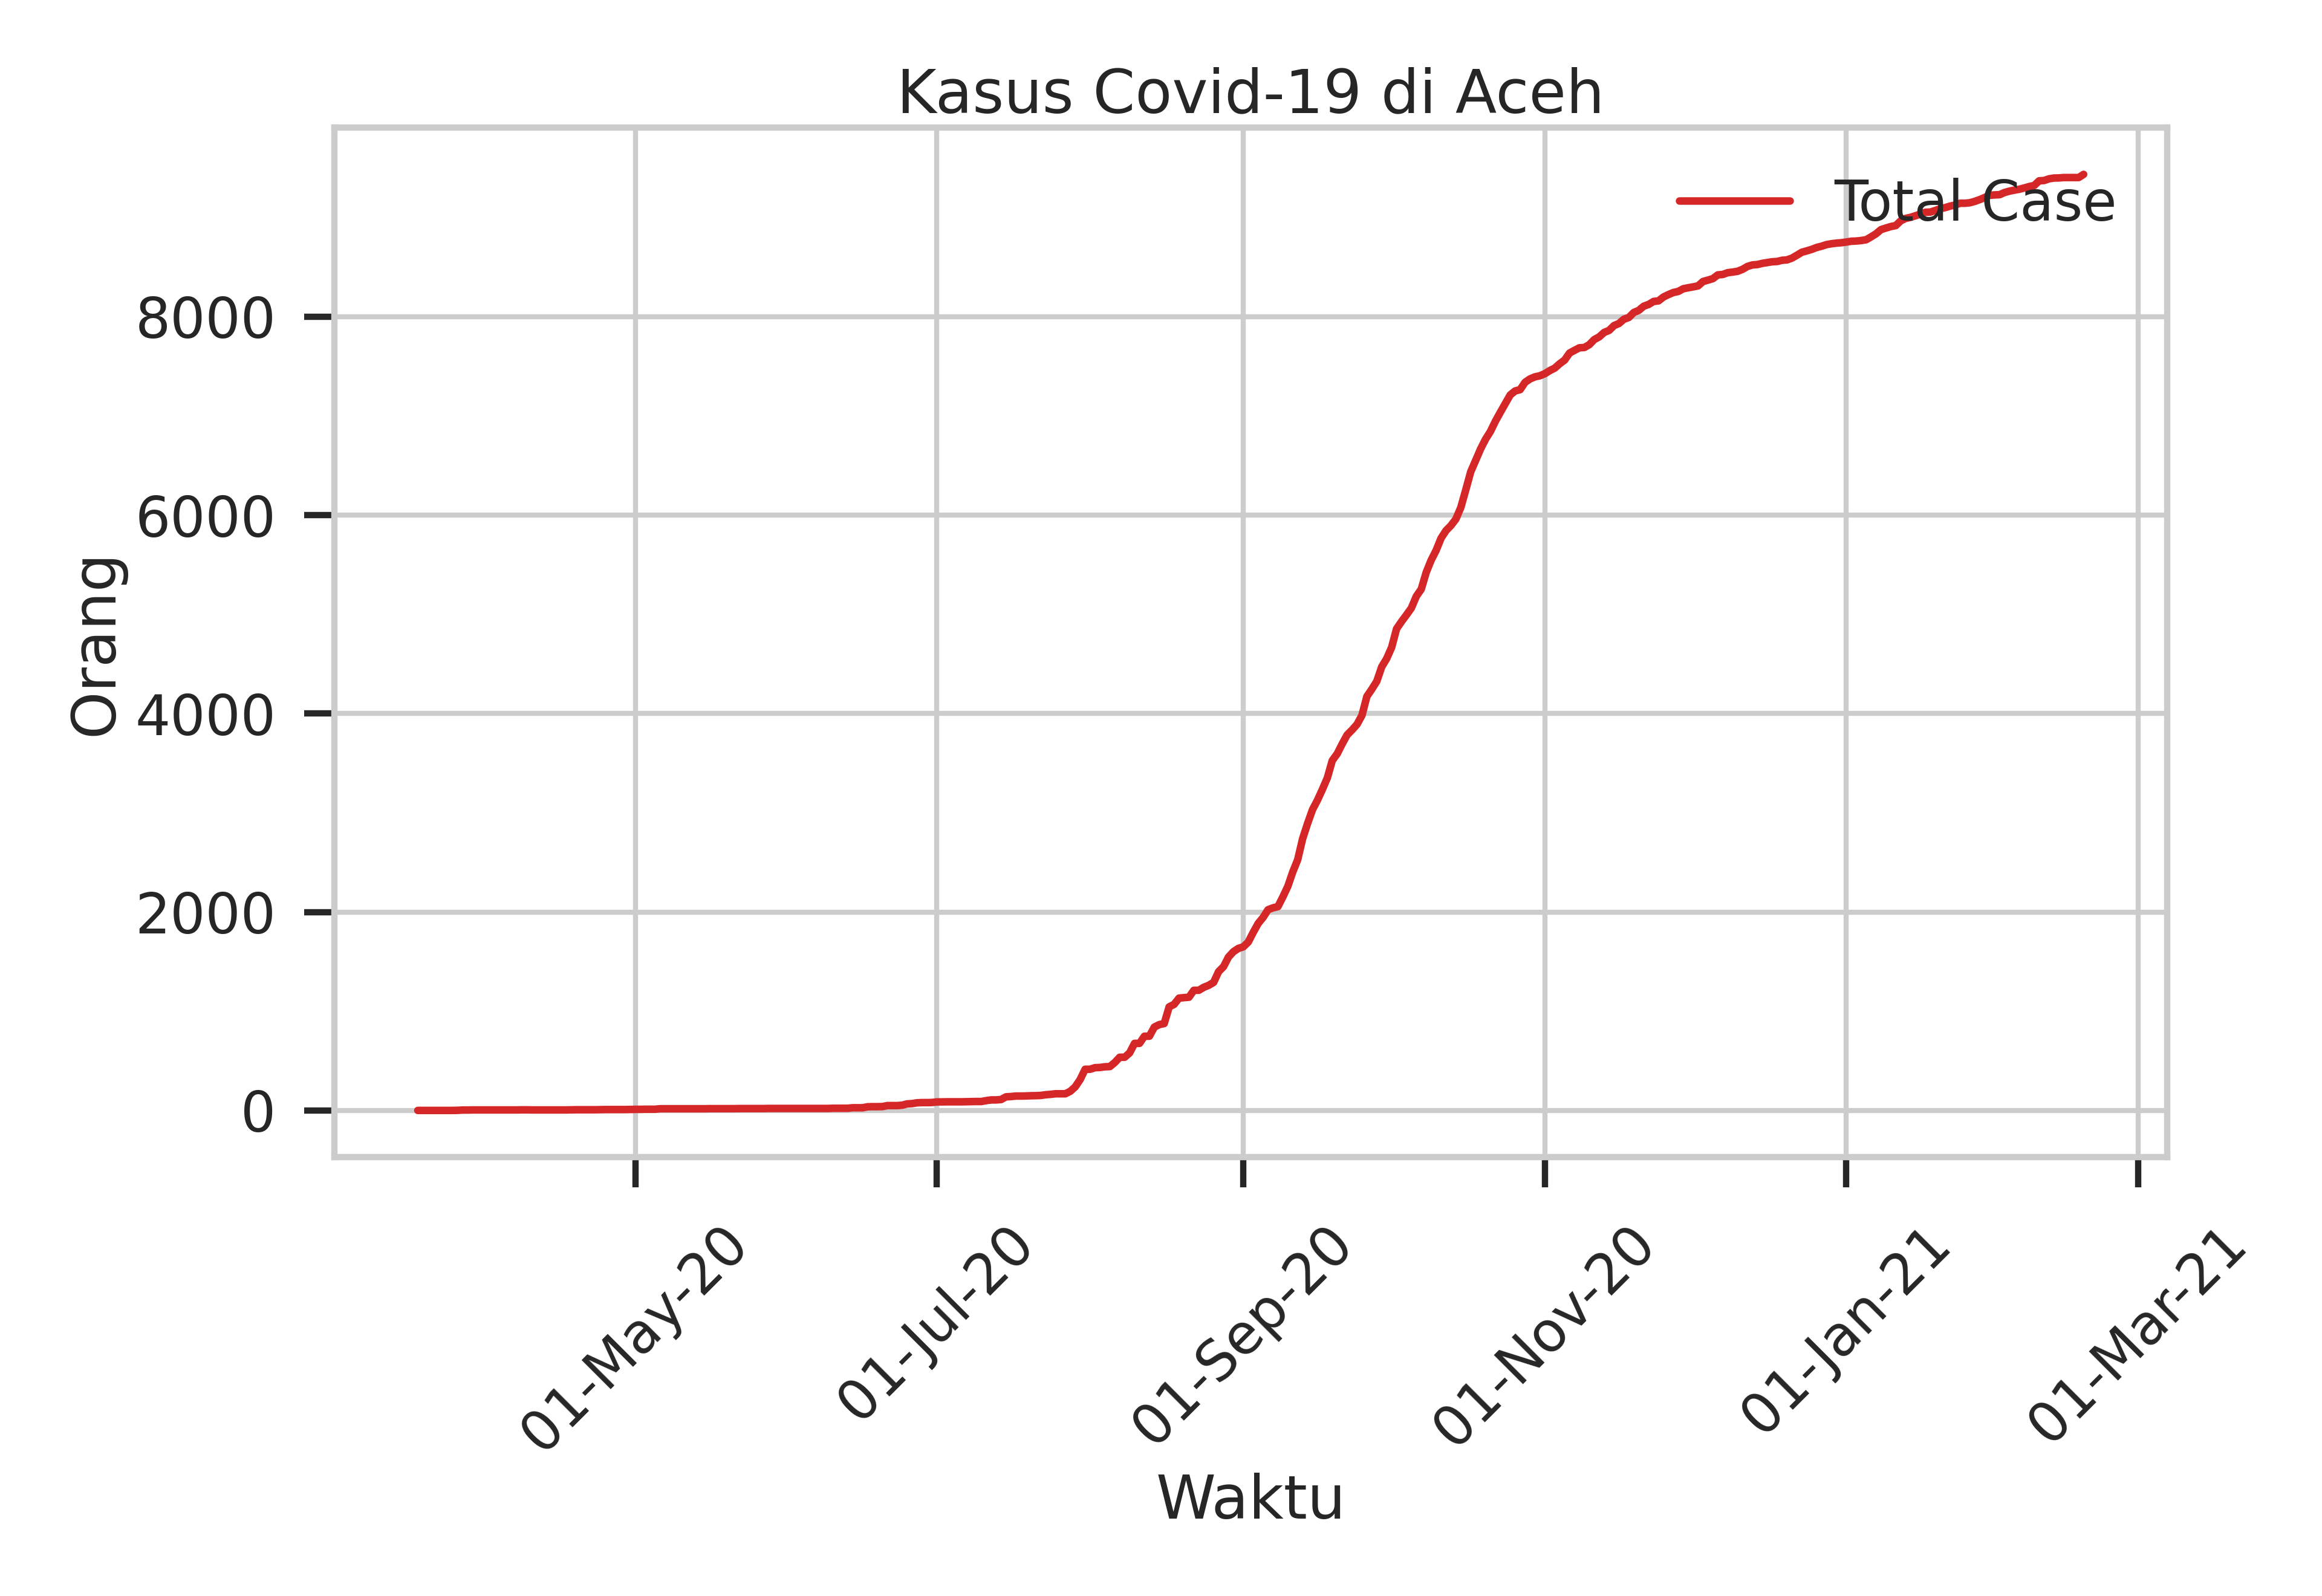 Kasus Covid-19 di Aceh
Total Case
Orang
8000
6000
4000
2000
0
01-May-20
01-Jul-20
01-Sep-20
01-Nov-20
01-Jan-21
01-Mar-21
Waktu